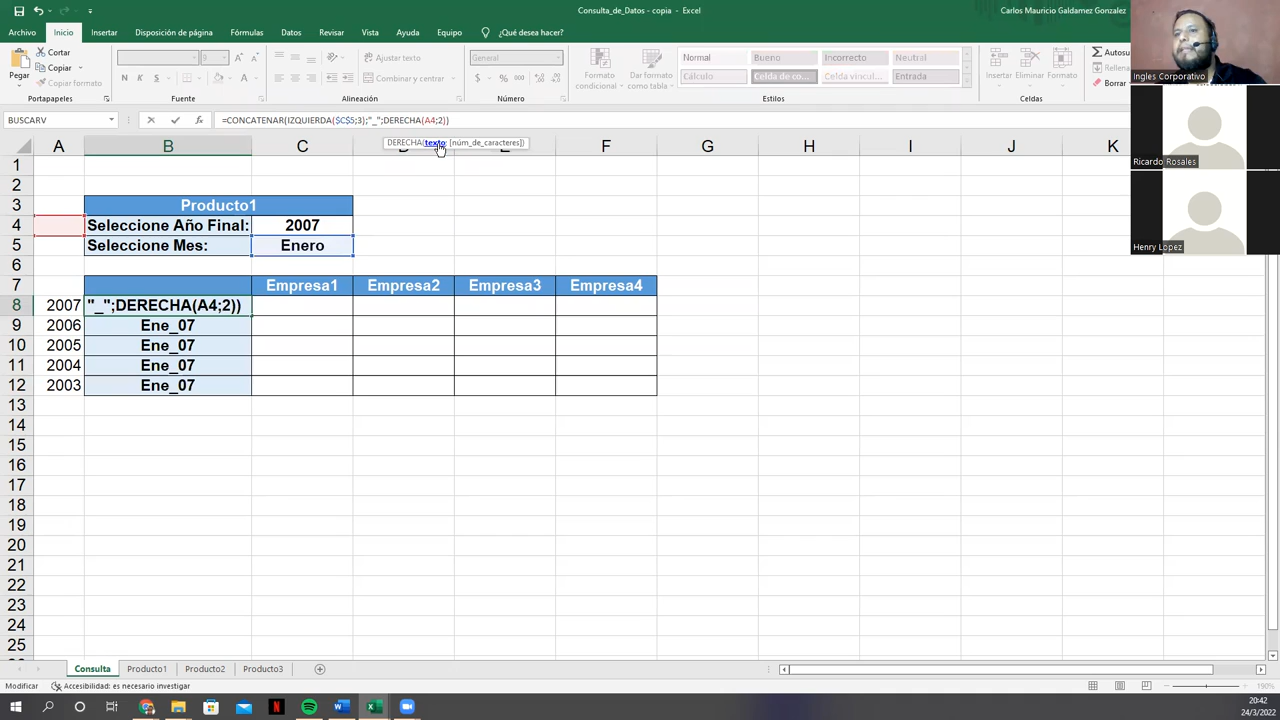 Consulta_de_Datos - copia - Excel
Carlos Mauricio Galdamez Gonzalez
Archivo Inicio Insertar Disposición de página Fórmulas Datos Revisar Vista Ayuda Equipo ¿Qué desea hacer?
Pegar
Cortar
Copiar
Copiar formato
Portapapeles
N K S
Fuente
Ajustar texto
Combinar y centrar
Alineación
General
$ % 000
Número
Formato condicional
Dar formato como tabla
Normal Bueno Incorrecto Neutral
Cálculo Celda de co... Celda vincul... Entrada
Estilos
Insertar Eliminar Formato
Celdas
Autosu
Rellena
Borrar
Ingles Corporativo
Ricardo Rosales
Henry Lopez
BUSCARV
=CONCATENAR(IZQUIERDA($C$5;3);"_";DERECHA(A4;2))
DERECHA(texto; [núm_de_caracteres])
A B C D E F G H I J K
1
2
3 Producto1
4 Seleccione Año Final: 2007
5 Seleccione Mes: Enero
6
7 Empresa1 Empresa2 Empresa3 Empresa4
8 2007 "_";DERECHA(A4;2))
9 2006 Ene_07
10 2005 Ene_07
11 2004 Ene_07
12 2003 Ene_07
13
14
15
16
17
18
19
20
21
22
23
24
25
Consulta Producto1 Producto2 Producto3
Modificar Accesibilidad: es necesario investigar
190%
20:42
24/3/2022